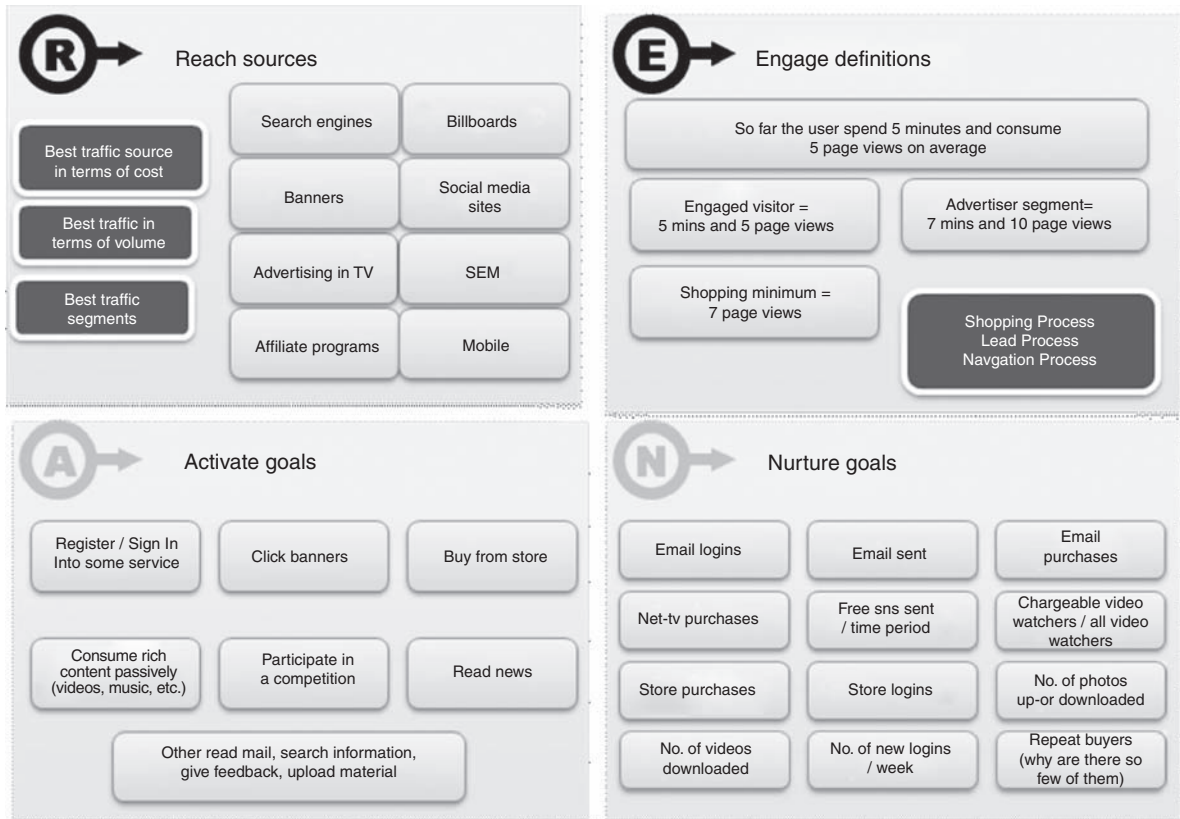 R
Reach sources
Best traffic source
in terms of cost
Best traffic in
terms of volume
Best traffic
segments
Search engines
Billboards
Banners
Social media
sites
Advertising in TV
SEM
Affiliate programs
Mobile
E
Engage definitions
So far the user spend 5 minutes and consume
5 page views on average
Engaged visitor =
5 mins and 5 page views
Advertiser segment=
7 mins and 10 page views
Shopping minimum =
7 page views
Shopping Process
Lead Process
Navgation Process
A
Activate goals
Register / Sign In
Into some service
Click banners
Buy from store
Consume rich
content passively
(videos, music, etc.)
Participate in
a competition
Read news
Other read mail, search information,
give feedback, upload material
N
Nurture goals
Email logins
Email sent
Email
purchases
Net-tv purchases
Free sns sent
/ time period
Chargeable video
watchers / all video
watchers
Store purchases
Store logins
No. of photos
up-or downloaded
No. of videos
downloaded
No. of new logins
/ week
Repeat buyers
(why are there so
few of them)